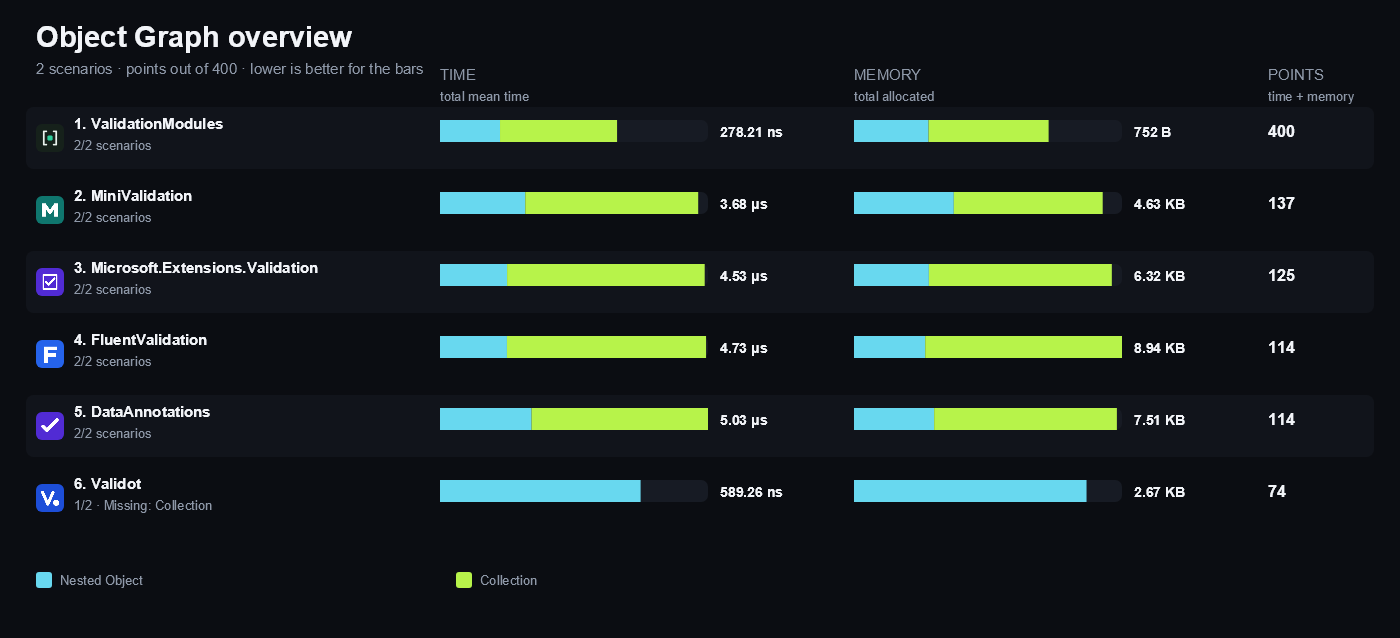 Object Graph overview
2 scenarios · points out of 400 · lower is better for the bars
TIME
total mean time
MEMORY
total allocated
POINTS
time + memory
1. ValidationModules
2/2 scenarios
278.21 ns
752 B
400
M
2. MiniValidation
2/2 scenarios
3.68 µs
4.63 KB
137
3. Microsoft.Extensions.Validation
2/2 scenarios
4.53 µs
6.32 KB
125
F
4. FluentValidation
2/2 scenarios
4.73 µs
8.94 KB
114
5. DataAnnotations
2/2 scenarios
5.03 µs
7.51 KB
114
V.
6. Validot
1/2 · Missing: Collection
589.26 ns
2.67 KB
74
Nested Object
Collection